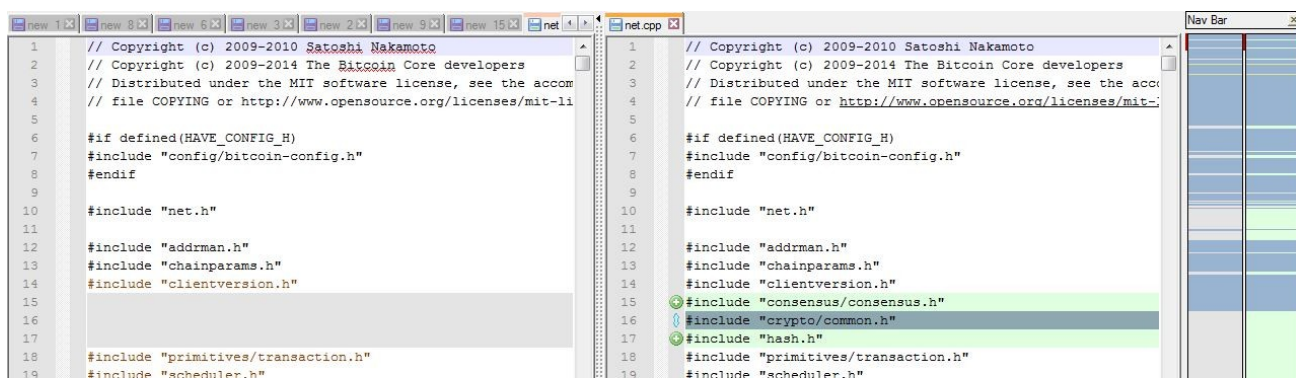 new 1 new 8 new 6 new 3 new 2 new 9 new 15 net
1 // Copyright (c) 2009-2010 Satoshi Nakamoto
2 // Copyright (c) 2009-2014 The Bitcoin Core developers
3 // Distributed under the MIT software license, see the accom
4 // file COPYING or http://www.opensource.org/licenses/mit-li
5
6 #if defined(HAVE_CONFIG_H)
7 #include "config/bitcoin-config.h"
8 #endif
9
10 #include "net.h"
11
12 #include "addrman.h"
13 #include "chainparams.h"
14 #include "clientversion.h"
15
16
17
18 #include "primitives/transaction.h"
19 #include "scheduler.h"
net.cpp
1 // Copyright (c) 2009-2010 Satoshi Nakamoto
2 // Copyright (c) 2009-2014 The Bitcoin Core developers
3 // Distributed under the MIT software license, see the acco
4 // file COPYING or http://www.opensource.org/licenses/mit-
5
6 #if defined(HAVE_CONFIG_H)
7 #include "config/bitcoin-config.h"
8 #endif
9
10 #include "net.h"
11
12 #include "addrman.h"
13 #include "chainparams.h"
14 #include "clientversion.h"
15 #include "consensus/consensus.h"
16 #include "crypto/common.h"
17 #include "hash.h"
18 #include "primitives/transaction.h"
19 #include "scheduler.h"
Nav Bar